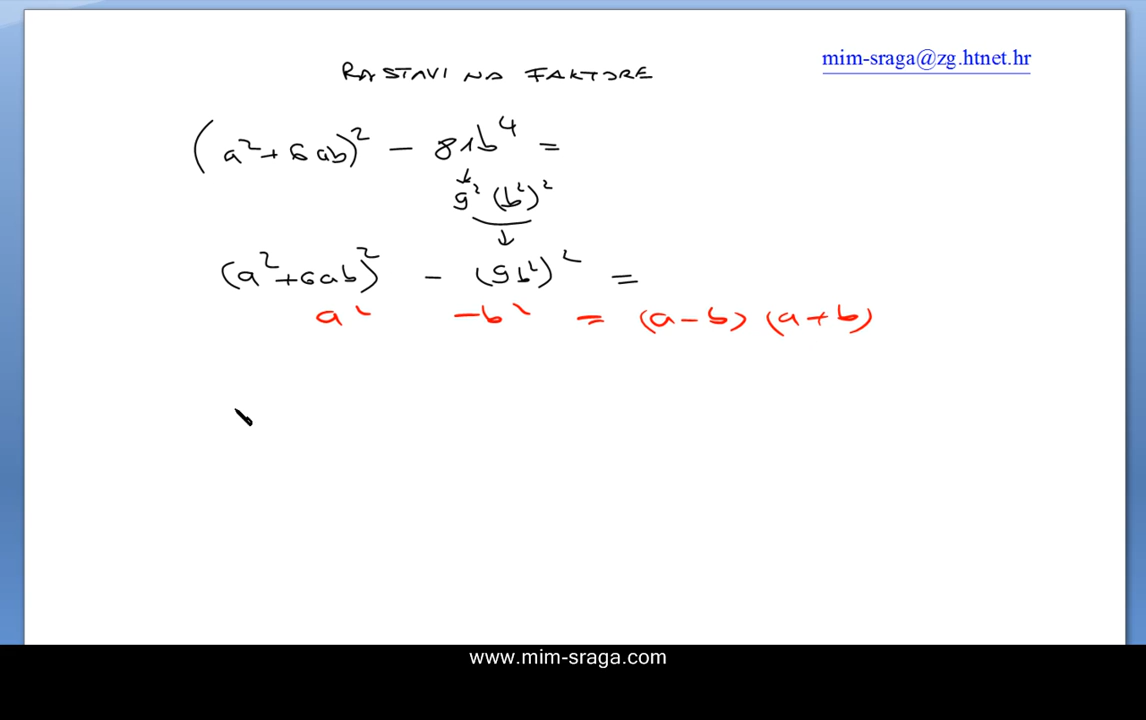 mim-sraga@zg.htnet.hr
RASTAVI NA FAKTORE
(a²+6ab)² − 81b⁴ =
↓
9² (b²)²
↓
(a²+6ab)² − (9b²)² =
a² −b² = (a−b) (a+b)
www.mim-sraga.com